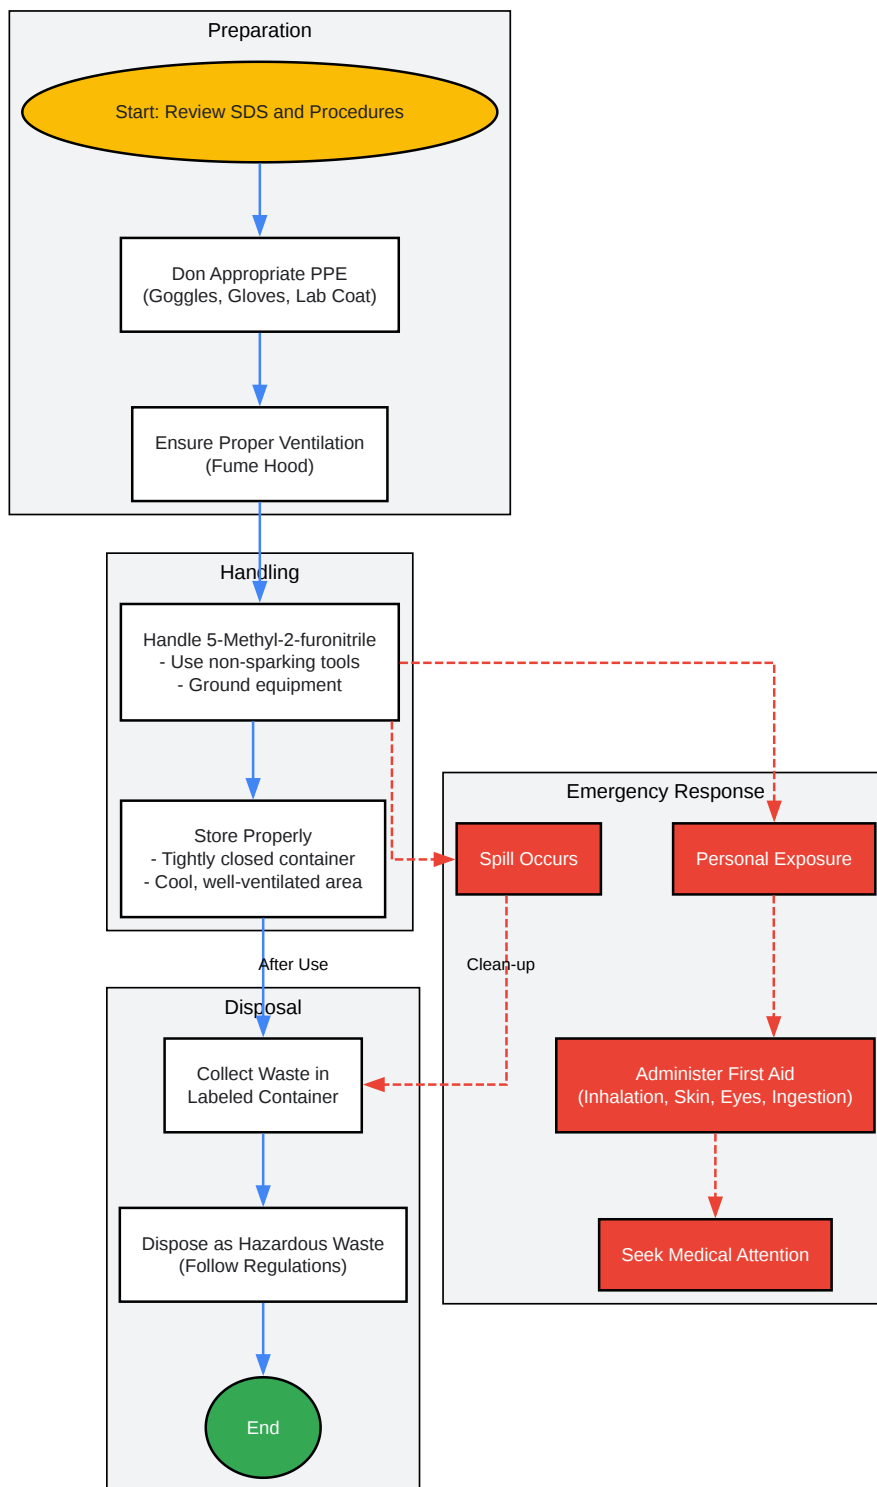 Preparation
Start: Review SDS and Procedures
Don Appropriate PPE
(Goggles, Gloves, Lab Coat)
Ensure Proper Ventilation
(Fume Hood)
Handling
Handle 5-Methyl-2-furonitrile
- Use non-sparking tools
- Ground equipment
Store Properly
- Tightly closed container
- Cool, well-ventilated area
Emergency Response
Spill Occurs
Personal Exposure
After Use
Clean-up
Disposal
Collect Waste in
Labeled Container
Administer First Aid
(Inhalation, Skin, Eyes, Ingestion)
Dispose as Hazardous Waste
(Follow Regulations)
Seek Medical Attention
End